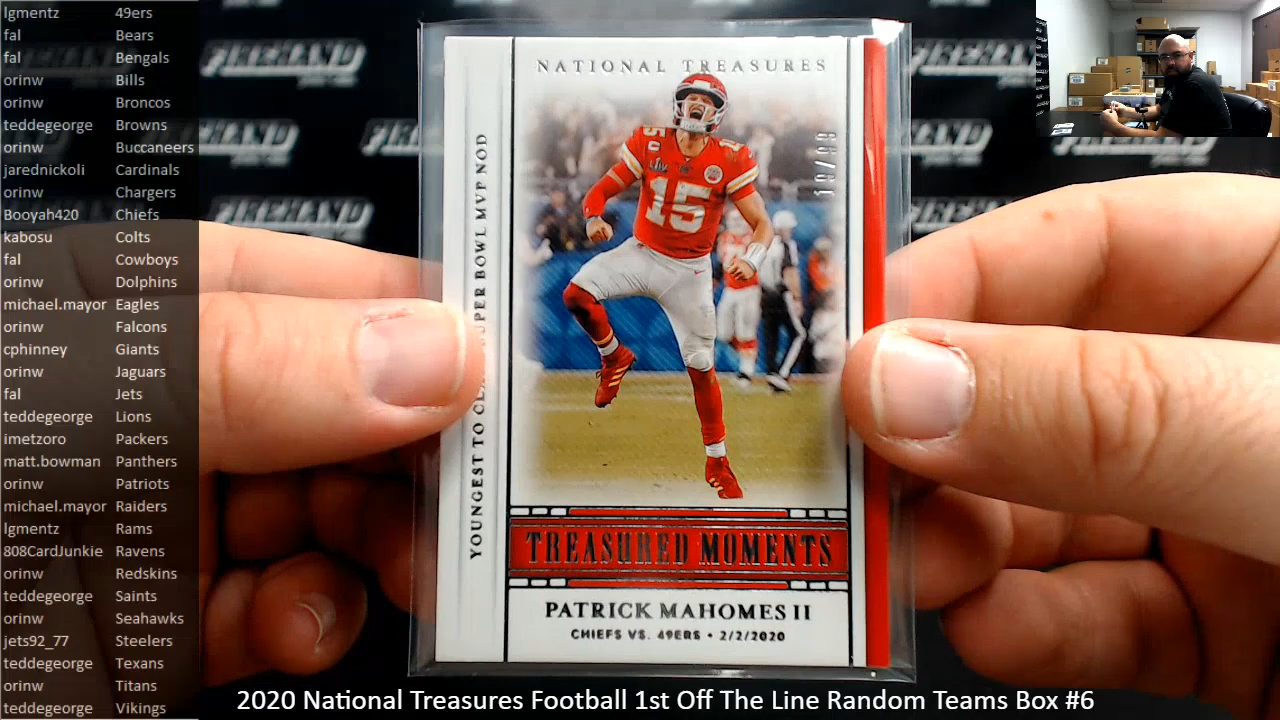 lgmentz 49ers
fal Bears
fal Bengals
orinw Bills
orinw Broncos
teddegeorge Browns
orinw Buccaneers
jarednickoli Cardinals
orinw Chargers
Booyah420 Chiefs
kabosu Colts
fal Cowboys
orinw Dolphins
michael.mayor Eagles
orinw Falcons
cphinney Giants
orinw Jaguars
fal Jets
teddegeorge Lions
imetzoro Packers
matt.bowman Panthers
orinw Patriots
michael.mayor Raiders
lgmentz Rams
808CardJunkie Ravens
orinw Redskins
teddegeorge Saints
orinw Seahawks
jets92_77 Steelers
teddegeorge Texans
orinw Titans
teddegeorge Vikings
FIREHAND
NATIONAL TREASURES
YOUNGEST TO SUPER BOWL MVP NOD
15
TREASURED MOMENTS
PATRICK MAHOMES II
CHIEFS VS. 49ERS • 2/2/2020
2020 National Treasures Football 1st Off The Line Random Teams Box #6